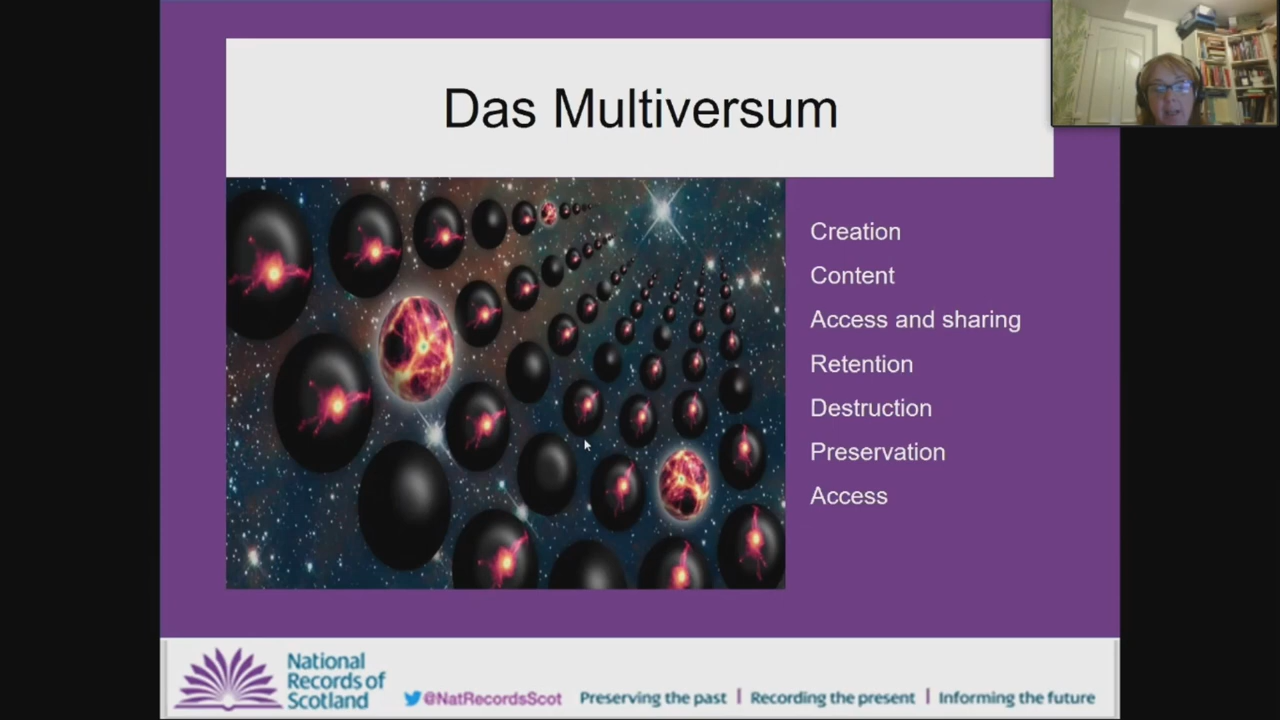 Das Multiversum
Creation
Content
Access and sharing
Retention
Destruction
Preservation
Access
National
Records of
Scotland
@NatRecordsScot
Preserving the past | Recording the present | Informing the future